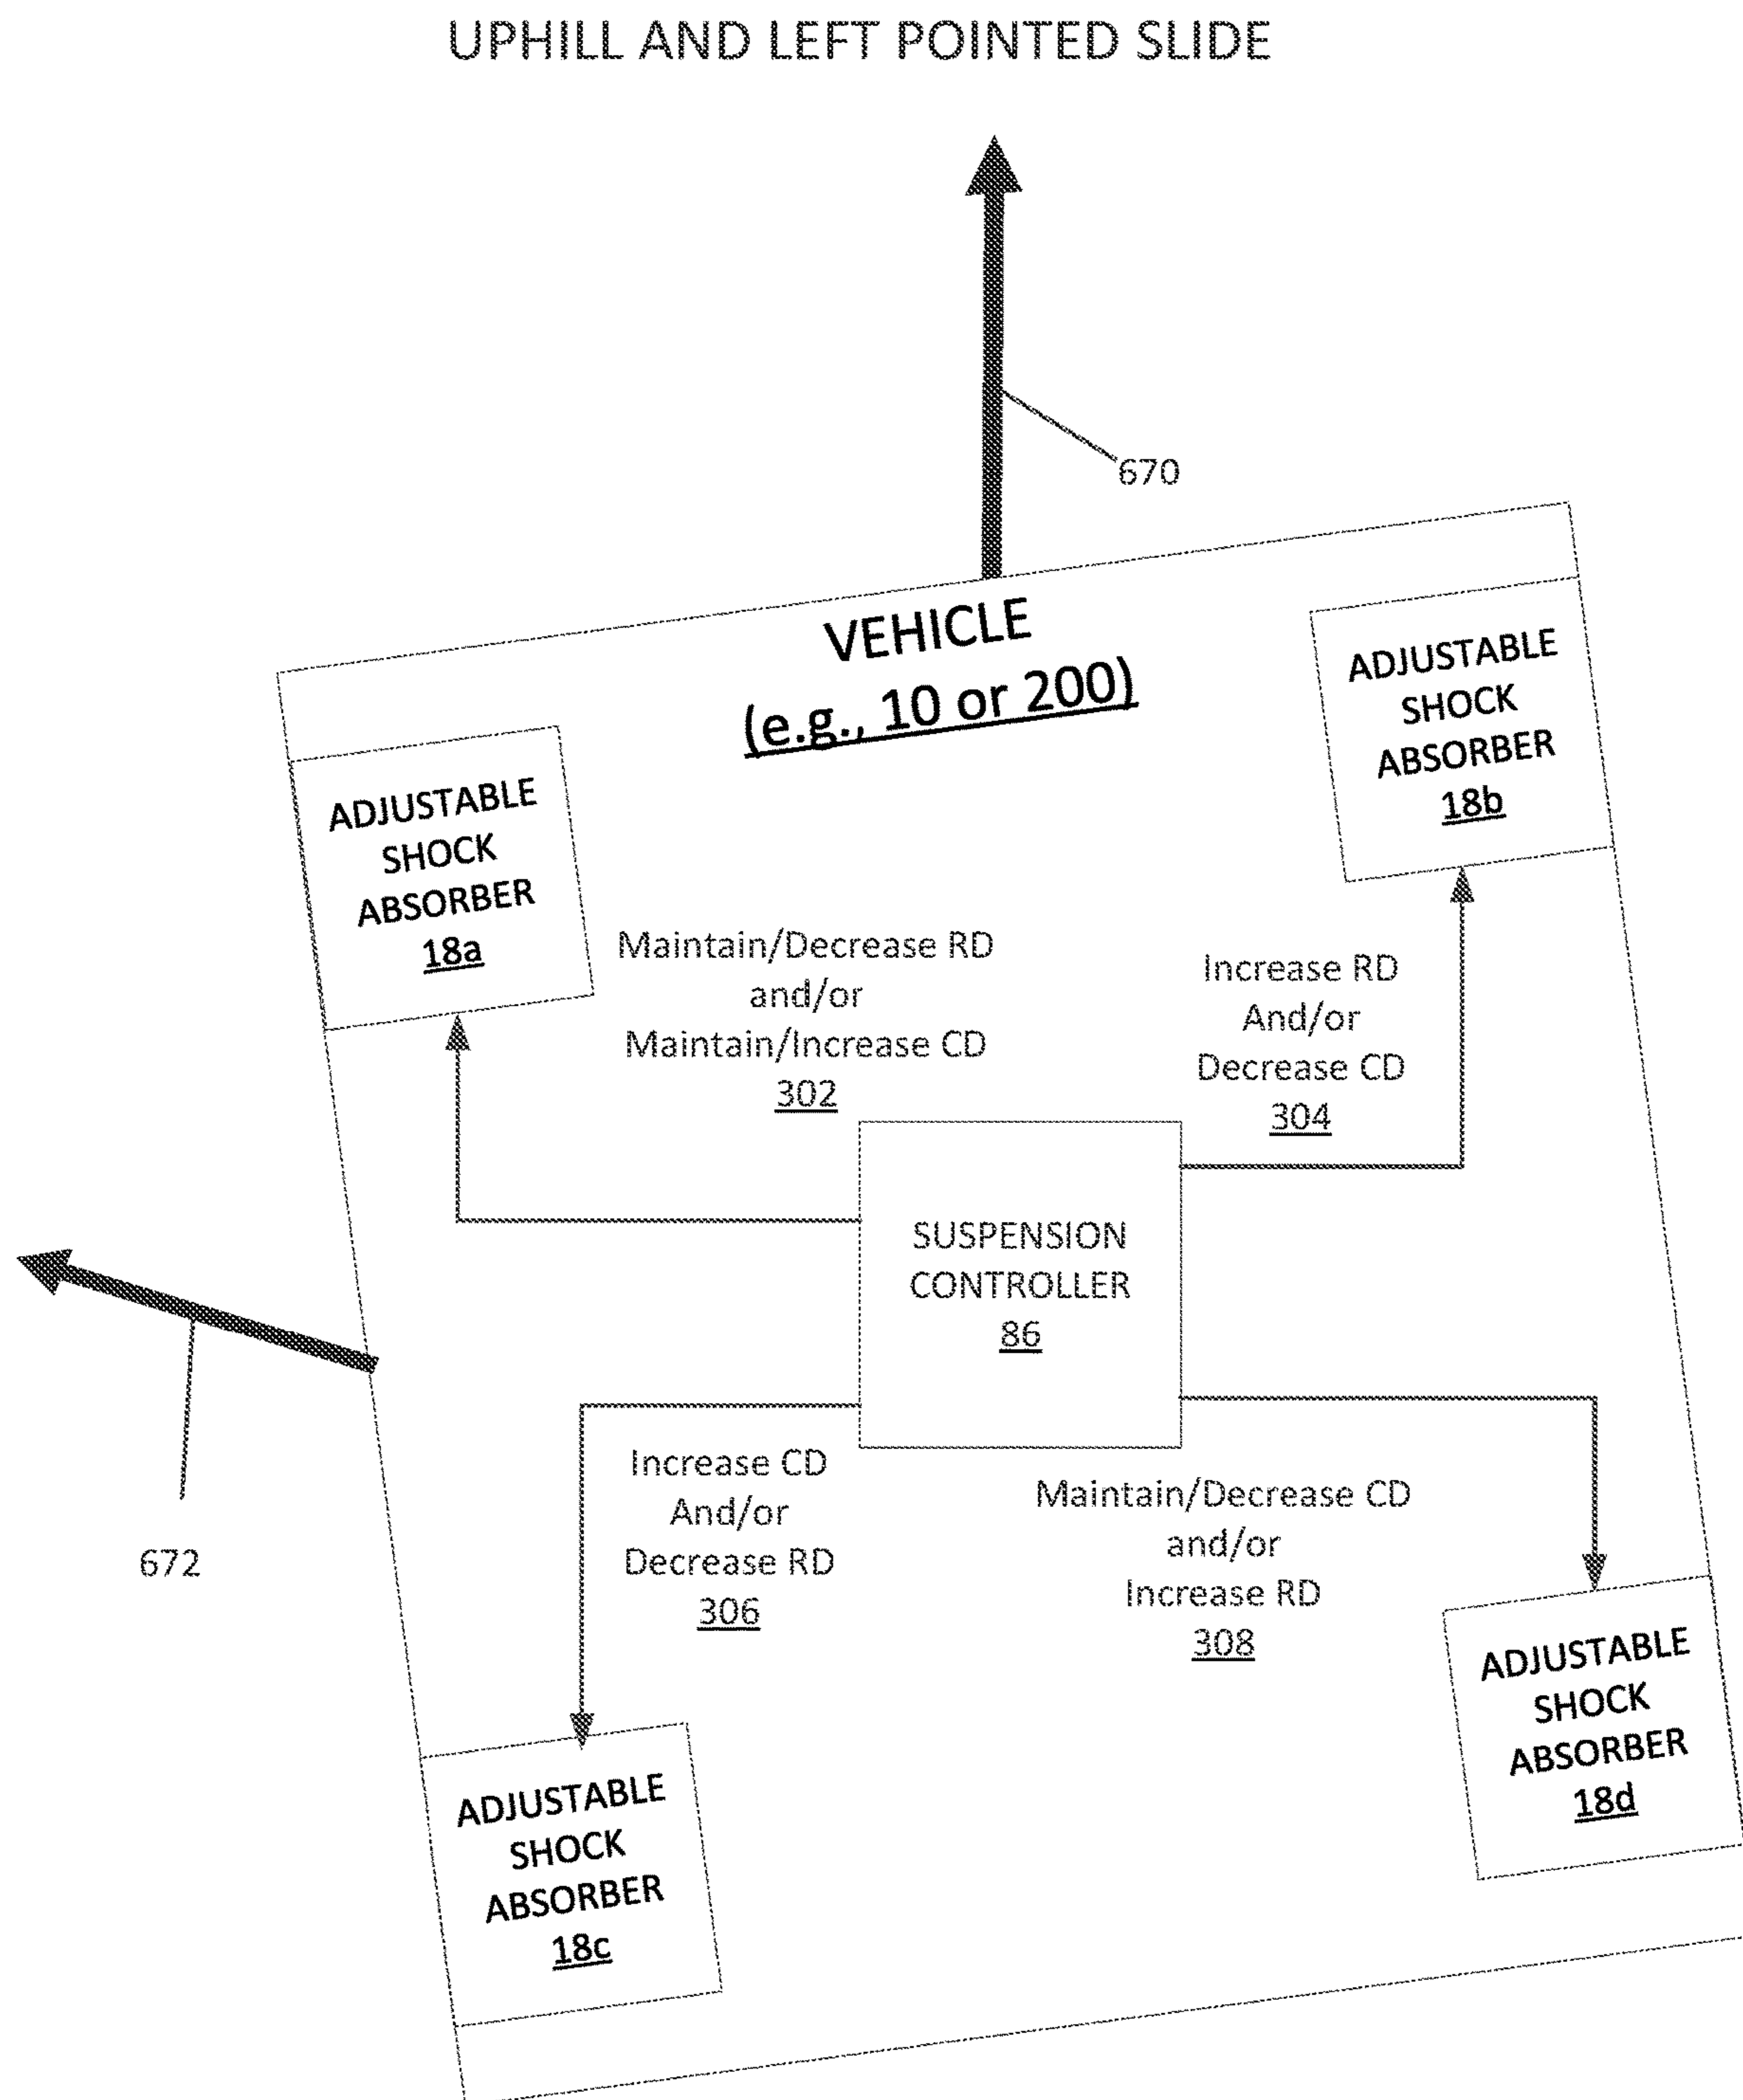 UPHILL AND LEFT POINTED SLIDE
670
VEHICLE
(e.g., 10 or 200)
ADJUSTABLE
SHOCK
ABSORBER
18b
ADJUSTABLE
SHOCK
ABSORBER
18a
Maintain/Decrease RD
and/or
Maintain/Increase CD
302
Increase RD
And/or
Decrease CD
304
SUSPENSION
CONTROLLER
86
672
Increase CD
And/or
Decrease RD
306
Maintain/Decrease CD
and/or
Increase RD
308
ADJUSTABLE
SHOCK
ABSORBER
18c
ADJUSTABLE
SHOCK
ABSORBER
18d